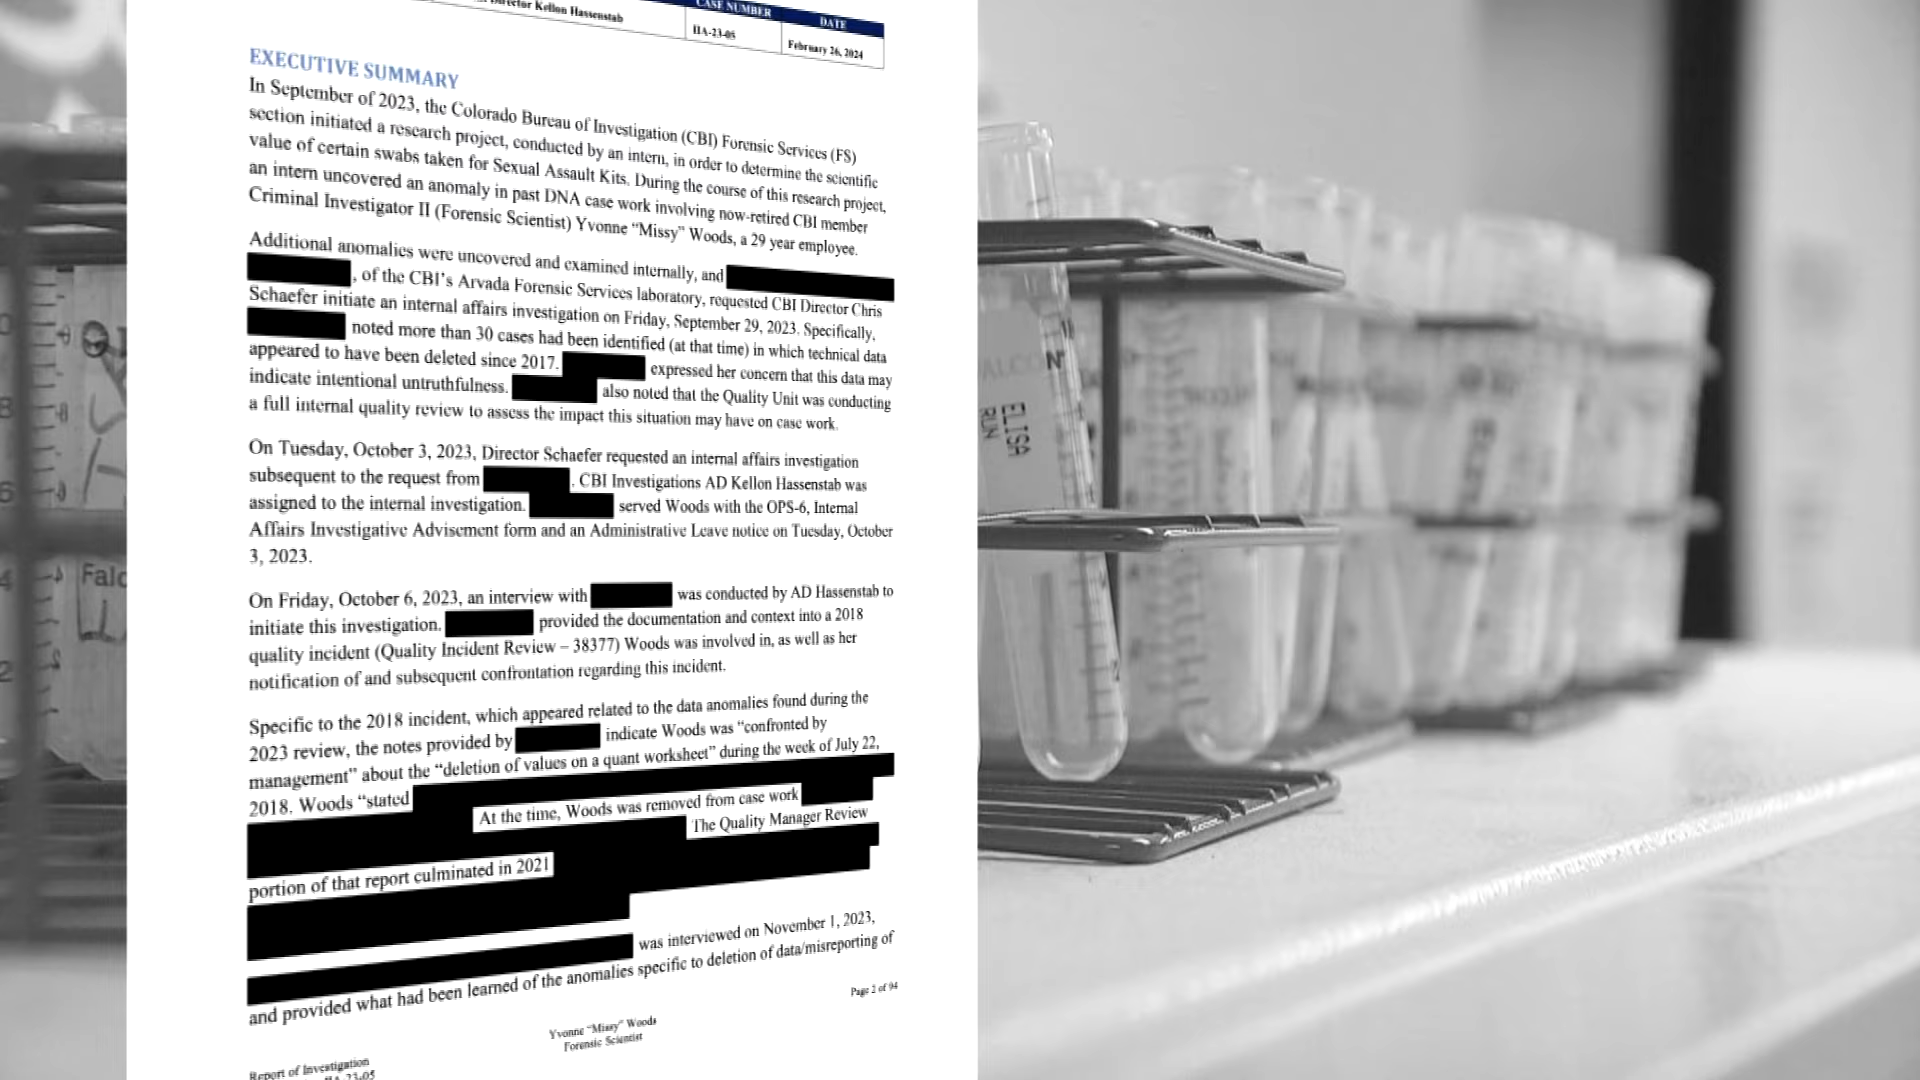 Director Kellon Hassenstab
CASE NUMBER
DATE
IIA-23-05
February 26, 2024
EXECUTIVE SUMMARY
In September of 2023, the Colorado Bureau of Investigation (CBI) Forensic Services (FS)
section initiated a research project, conducted by an intern, in order to determine the scientific
value of certain swabs taken for Sexual Assault Kits. During the course of this research project,
an intern uncovered an anomaly in past DNA case work involving now-retired CBI member
Criminal Investigator II (Forensic Scientist) Yvonne “Missy” Woods, a 29 year employee.
Additional anomalies were uncovered and examined internally, and
, of the CBI’s Arvada Forensic Services laboratory, requested CBI Director Chris
Schaefer initiate an internal affairs investigation on Friday, September 29, 2023. Specifically,
noted more than 30 cases had been identified (at that time) in which technical data
appeared to have been deleted since 2017. expressed her concern that this data may
indicate intentional untruthfulness. also noted that the Quality Unit was conducting
a full internal quality review to assess the impact this situation may have on case work.
On Tuesday, October 3, 2023, Director Schaefer requested an internal affairs investigation
subsequent to the request from . CBI Investigations AD Kellon Hassenstab was
assigned to the internal investigation. served Woods with the OPS-6, Internal
Affairs Investigative Advisement form and an Administrative Leave notice on Tuesday, October
3, 2023.
On Friday, October 6, 2023, an interview with was conducted by AD Hassenstab to
initiate this investigation. provided the documentation and context into a 2018
quality incident (Quality Incident Review – 38377) Woods was involved in, as well as her
notification of and subsequent confrontation regarding this incident.
Specific to the 2018 incident, which appeared related to the data anomalies found during the
2023 review, the notes provided by indicate Woods was “confronted by
management” about the “deletion of values on a quant worksheet” during the week of July 22,
2018. Woods “stated
At the time, Woods was removed from case work
The Quality Manager Review
portion of that report culminated in 2021
was interviewed on November 1, 2023,
and provided what had been learned of the anomalies specific to deletion of data/misreporting of
Page 2 of 94
Yvonne “Missy” Woods
Forensic Scientist
Report of Investigation
IIA-23-05
ELISA
RUN
Falc